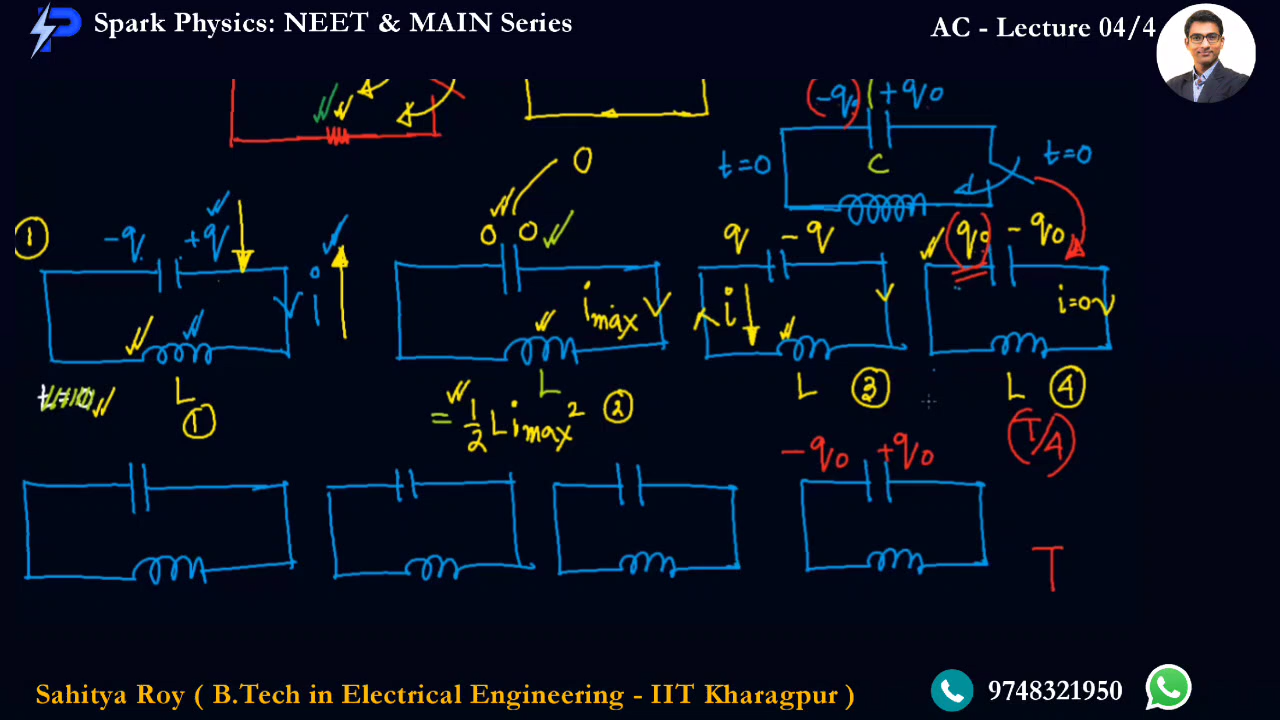 Spark Physics: NEET & MAIN Series
AC - Lecture 04/4
-q₀ +q₀
t=0 C t=0
0
① -q +q i
0 0 imax
q -q i
q₀ -q₀ i=0
L ①
L = ½ L imax² ②
L ③
L ④
T/4
-q₀ +q₀
T
Sahitya Roy ( B.Tech in Electrical Engineering - IIT Kharagpur )
9748321950